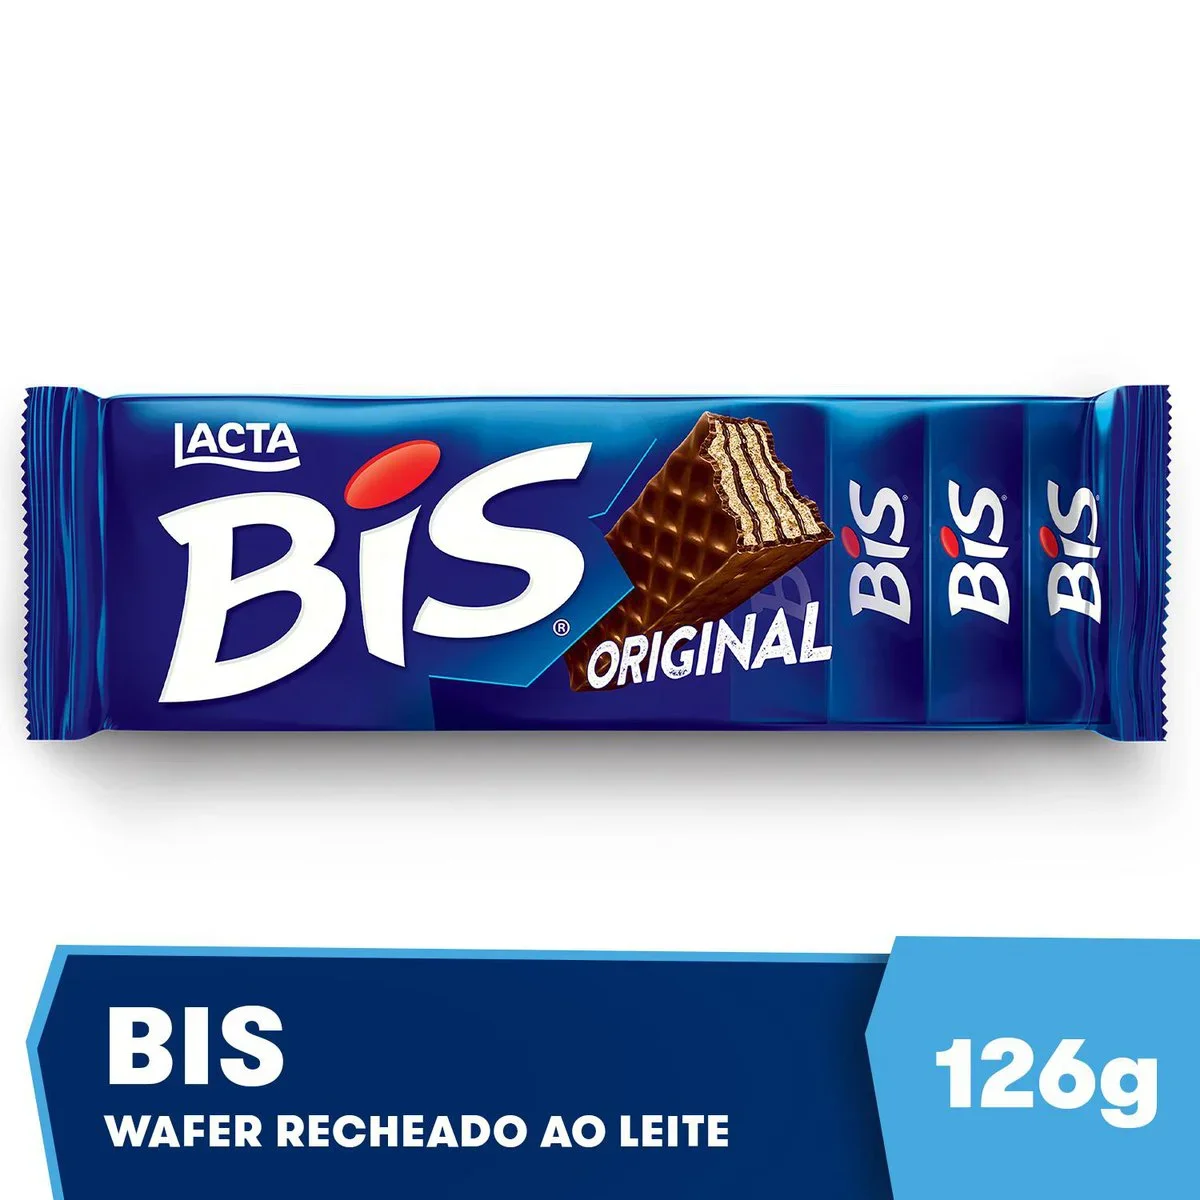 LACTA
BiS
®
ORIGINAL
BiS
BiS
BiS
BIS
WAFER RECHEADO AO LEITE
126g